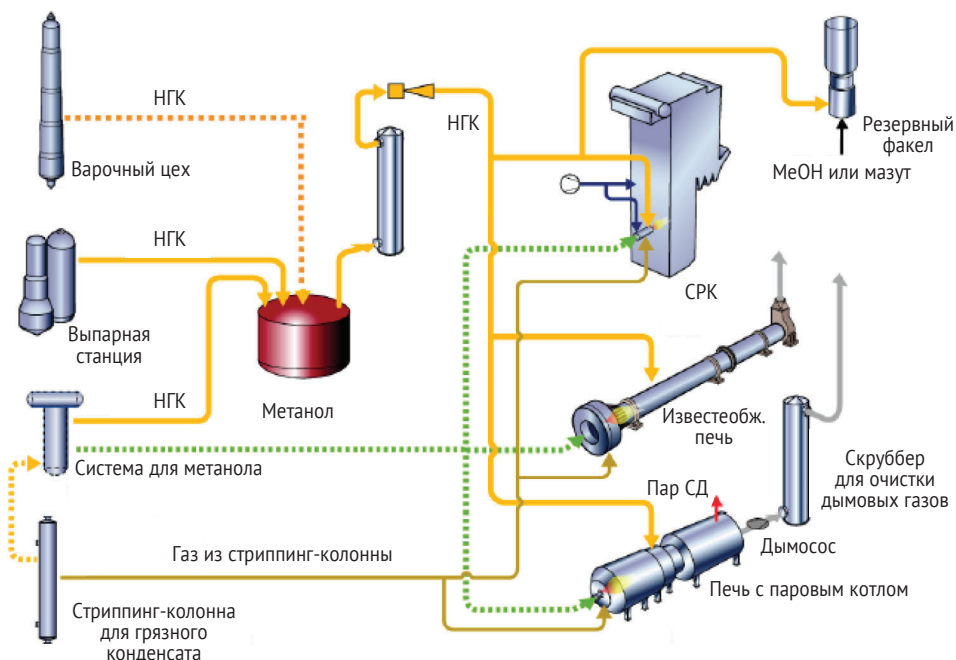 НГК
Варочный цех
НГК
Выпарная
станция
НГК
Система для метанола
Газ из стриппинг-колонны
Стриппинг-колонна
для грязного
конденсата
Метанол
НГК
СРК
Резервный
факел
МеОН или мазут
Известеобж.
печь
Пар СД
Скруббер
для очистки
дымовых газов
Дымосос
Печь с паровым котлом